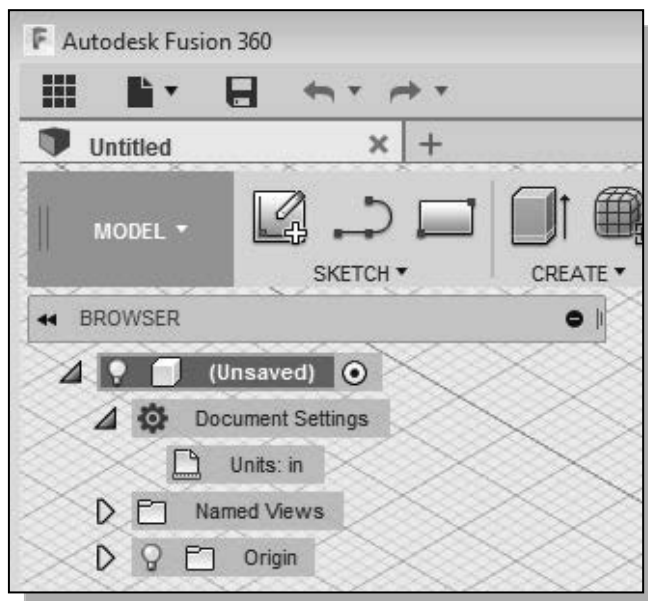 Autodesk Fusion 360
Untitled
MODEL
SKETCH CREATE
BROWSER
(Unsaved)
Document Settings
Units: in
Named Views
Origin